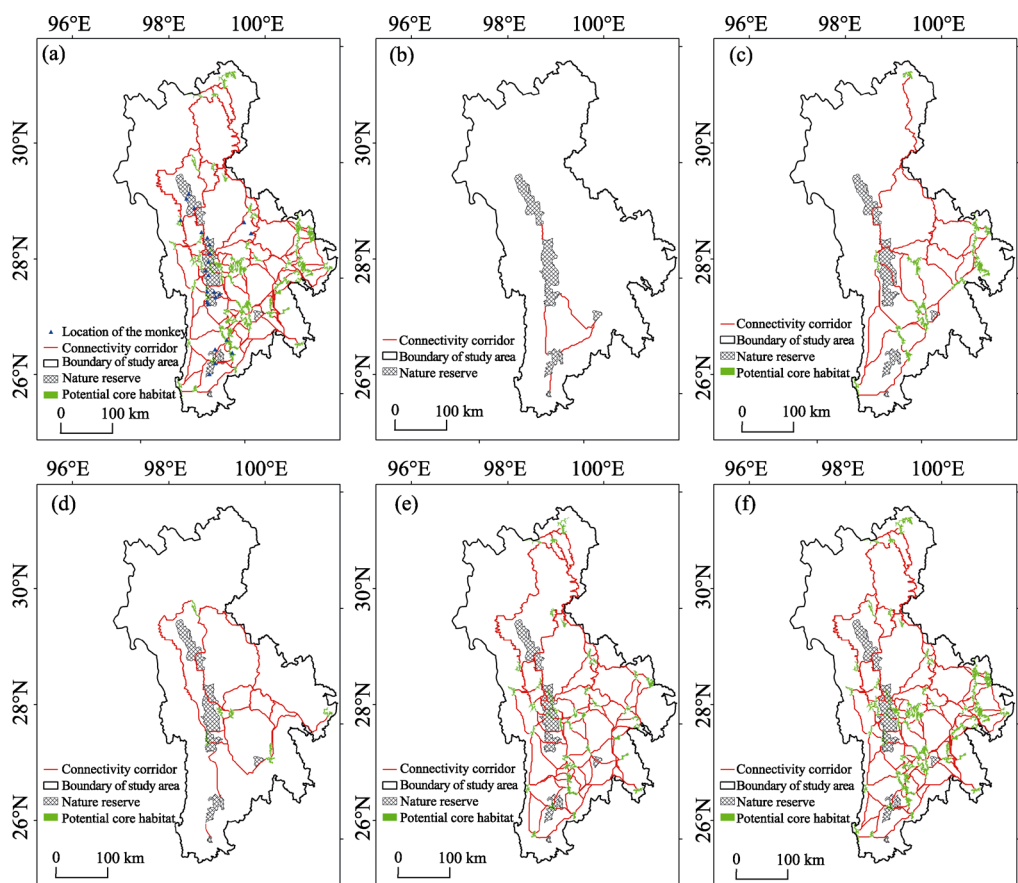 96°E 98°E 100°E 96°E 98°E 100°E 96°E 98°E 100°E
(a) (b) (c)
30°N 30°N 30°N
28°N 28°N 28°N
26°N 26°N 26°N
Location of the monkey
Connectivity corridor
Boundary of study area
Nature reserve
Potential core habitat
0 100 km
Connectivity corridor
Boundary of study area
Nature reserve
0 100 km
Connectivity corridor
Boundary of study area
Nature reserve
Potential core habitat
0 100 km
96°E 98°E 100°E 96°E 98°E 100°E 96°E 98°E 100°E
(d) (e) (f)
30°N 30°N 30°N
28°N 28°N 28°N
26°N 26°N 26°N
Connectivity corridor
Boundary of study area
Nature reserve
Potential core habitat
0 100 km
Connectivity corridor
Boundary of study area
Nature reserve
Potential core habitat
0 100 km
Connectivity corridor
Boundary of study area
Nature reserve
Potential core habitat
0 100 km